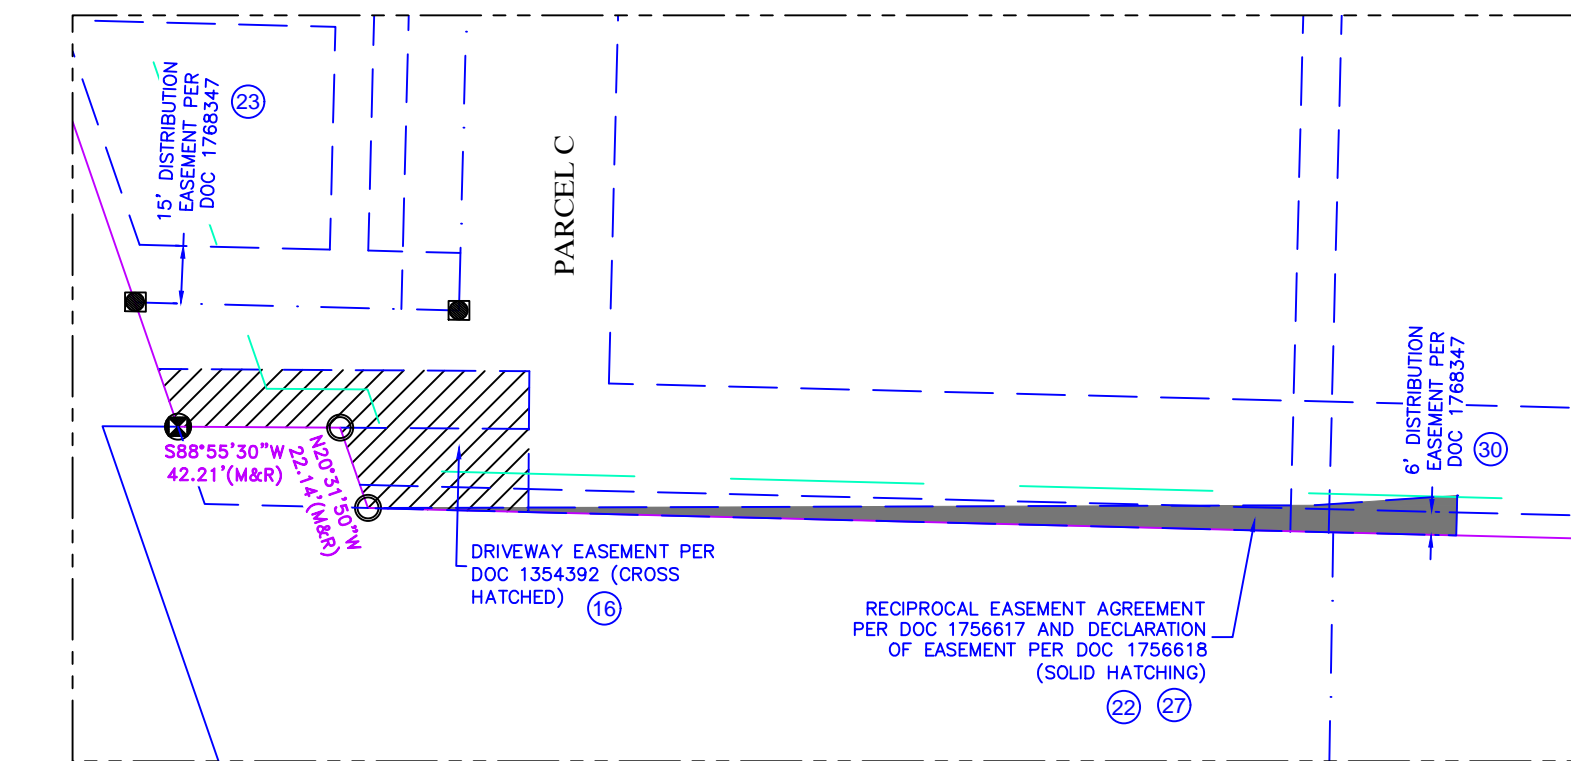 15' DISTRIBUTION
EASEMENT PER
DOC 1768347
23
PARCEL C
S88°55'30"W
42.21'(M&R)
N20°31'50"W
22.14'(M&R)
DRIVEWAY EASEMENT PER
DOC 1354392 (CROSS
HATCHED)
16
RECIPROCAL EASEMENT AGREEMENT
PER DOC 1756617 AND DECLARATION
OF EASEMENT PER DOC 1756618
(SOLID HATCHING)
22 27
6' DISTRIBUTION
EASEMENT PER
DOC 1768347
30